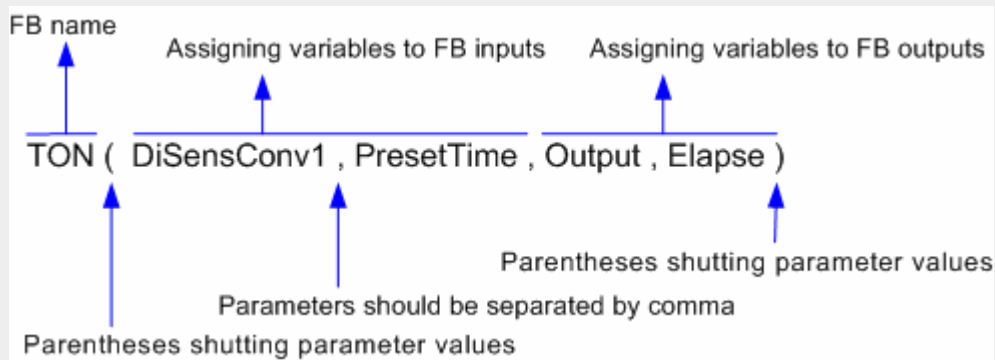 FB name
Assigning variables to FB inputs
Assigning variables to FB outputs
TON ( DiSensConv1 , PresetTime , Output , Elapse )
Parentheses shutting parameter values
Parameters should be separated by comma
Parentheses shutting parameter values